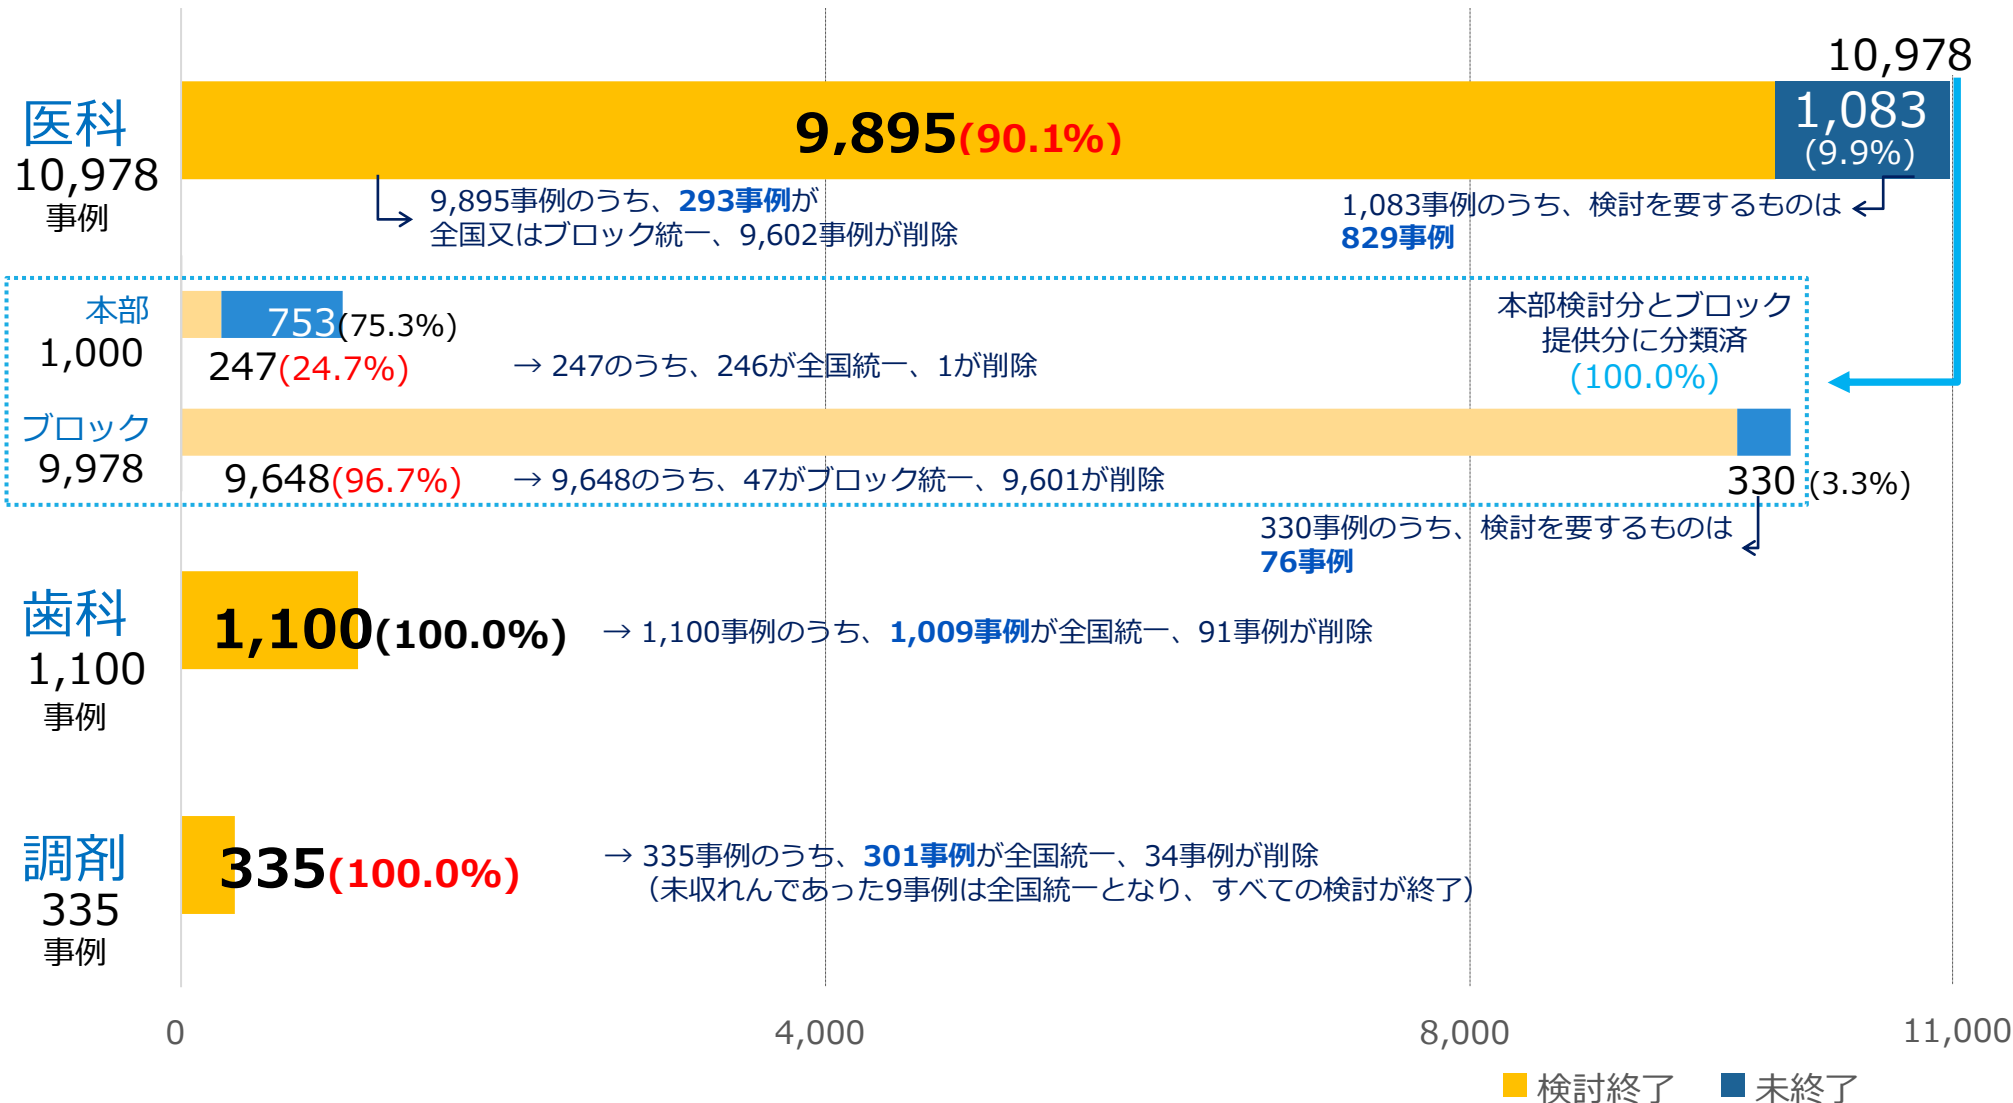 10,978
医科
10,978
事例
9,895(90.1%)
1,083
(9.9%)
9,895事例のうち、293事例が
全国又はブロック統一、9,602事例が削除
1,083事例のうち、検討を要するものは
829事例
本部
1,000
753(75.3%)
247(24.7%)
→ 247のうち、246が全国統一、1が削除
本部検討分とブロック
提供分に分類済
(100.0%)
ブロック
9,978
9,648(96.7%)
→ 9,648のうち、47がブロック統一、9,601が削除
330 (3.3%)
330事例のうち、検討を要するものは
76事例
歯科
1,100
事例
1,100(100.0%)
→ 1,100事例のうち、1,009事例が全国統一、91事例が削除
調剤
335
事例
335(100.0%)
→ 335事例のうち、301事例が全国統一、34事例が削除
（未収れんであった9事例は全国統一となり、すべての検討が終了）
0
4,000
8,000
11,000
検討終了
未終了